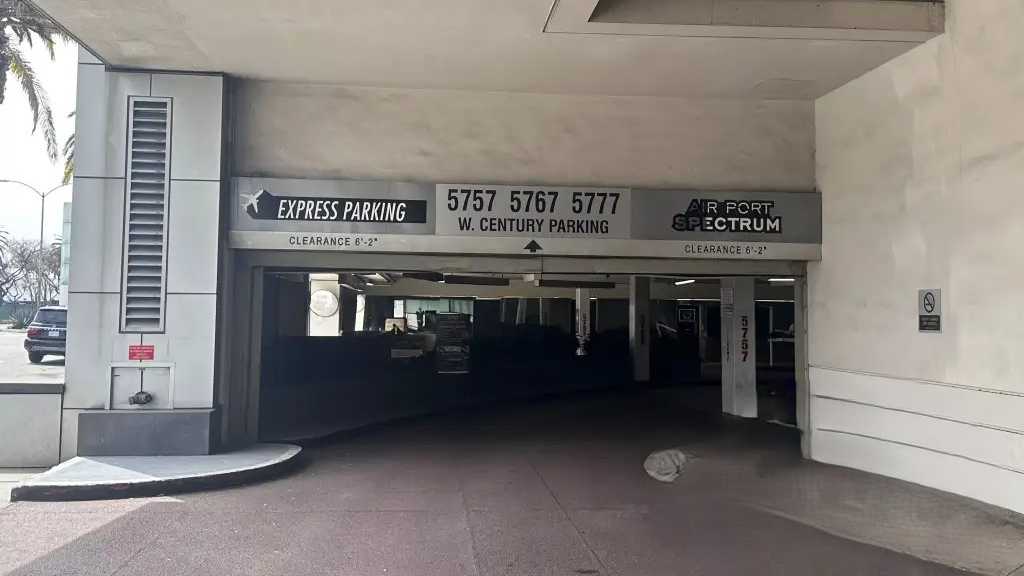 EXPRESS PARKING
CLEARANCE 6'-2"
5757 5767 5777
W. CENTURY PARKING
AIRPORT
SPECTRUM
CLEARANCE 6'-2"
5757